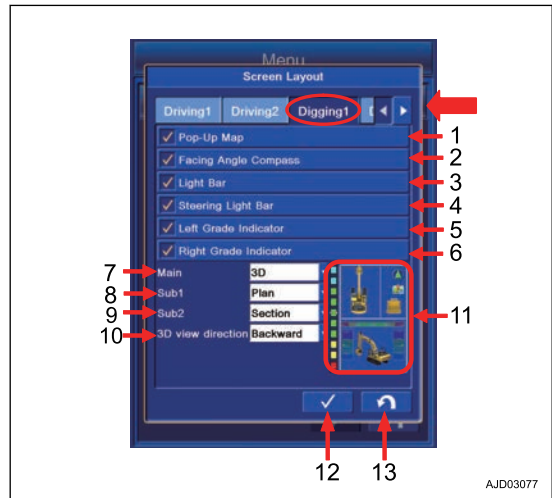 Menu
Screen Layout
Driving1 Driving2 Digging1
Pop-Up Map 1
Facing Angle Compass 2
Light Bar 3
Steering Light Bar 4
Left Grade Indicator 5
Right Grade Indicator 6
7 Main 3D
8 Sub1 Plan
9 Sub2 Section 11
10 3D view direction Backward
12 13
AJD03077